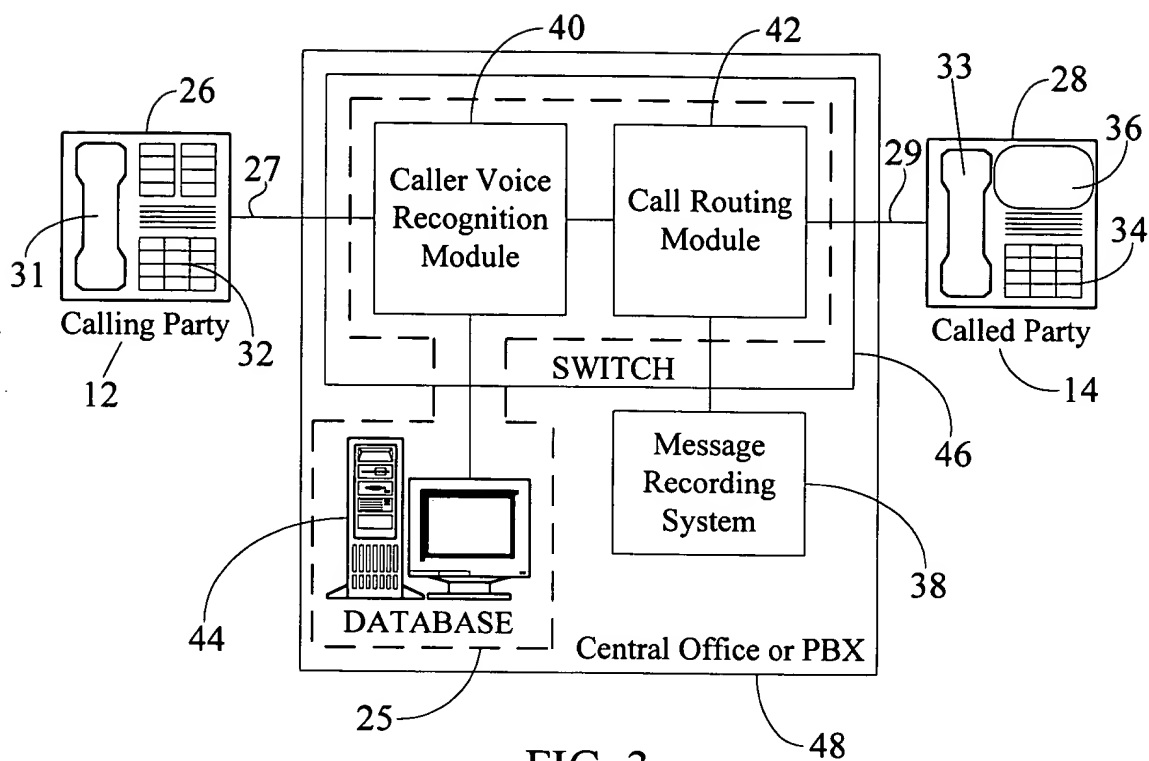 40
42
26
33
28
36
27
29
Caller Voice
Recognition
Module
Call Routing
Module
31
34
Calling Party
32
12
Called Party
14
SWITCH
46
Message
Recording
System
38
44
DATABASE
Central Office or PBX
25
48